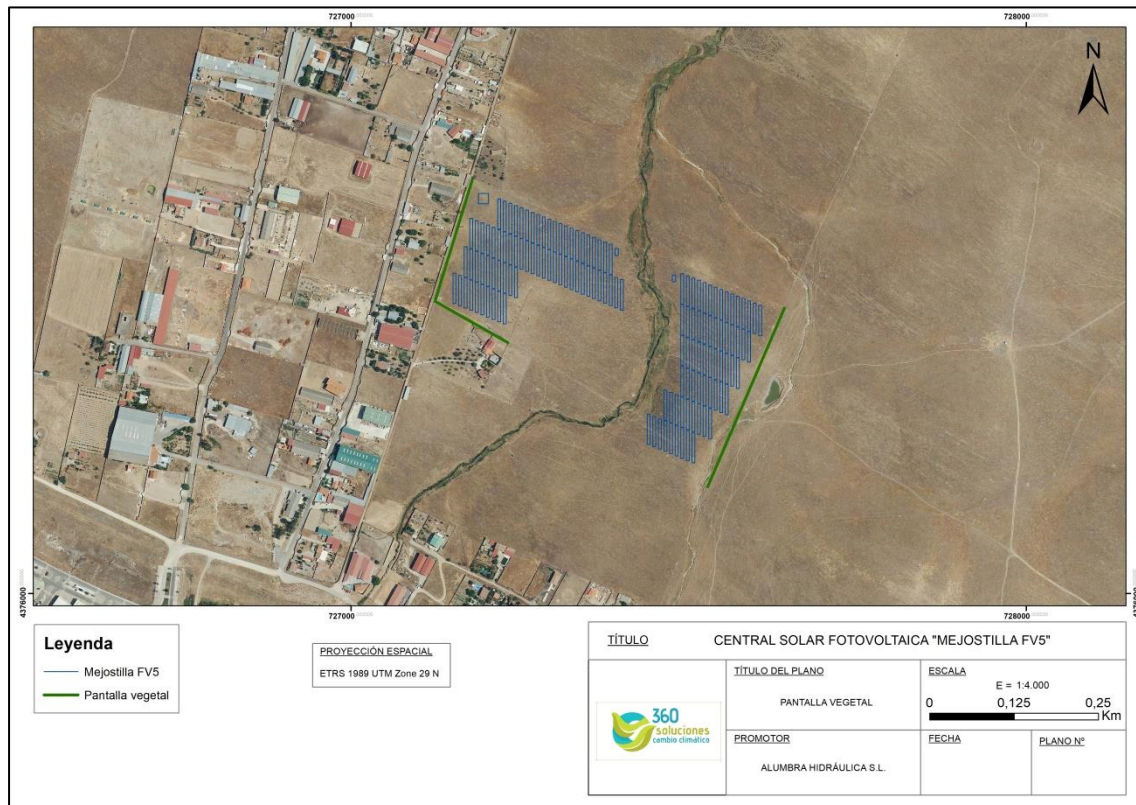 727000
728000
N
4376000
4376000
727000
728000
Leyenda
Mejostilla FV5
Pantalla vegetal
PROYECCIÓN ESPACIAL
ETRS 1989 UTM Zone 29 N
TÍTULO
CENTRAL SOLAR FOTOVOLTAICA "MEJOSTILLA FV5"
360
soluciones
cambio climático
TÍTULO DEL PLANO
PANTALLA VEGETAL
ESCALA
E = 1:4.000
0 0,125 0,25
Km
PROMOTOR
ALUMBRA HIDRÁULICA S.L.
FECHA
PLANO Nº